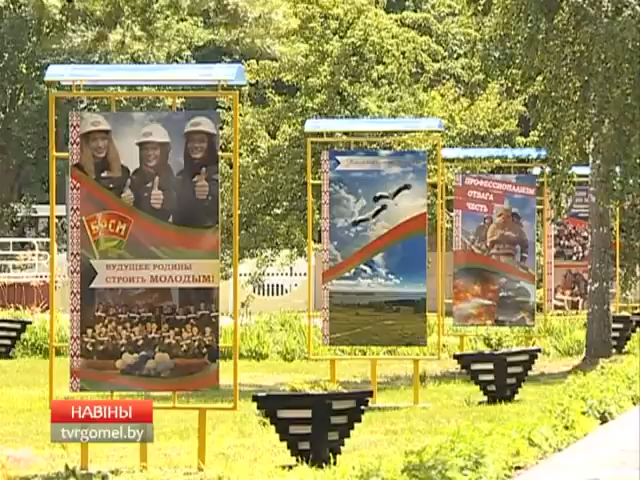 БРСМ
БУДУЩЕЕ РОДИНЫ
СТРОИТЬ МОЛОДЫМ!
ПРОФЕССИОНАЛИЗМ
ОТВАГА
ЧЕСТЬ
НАВІНЫ
tvrgomel.by